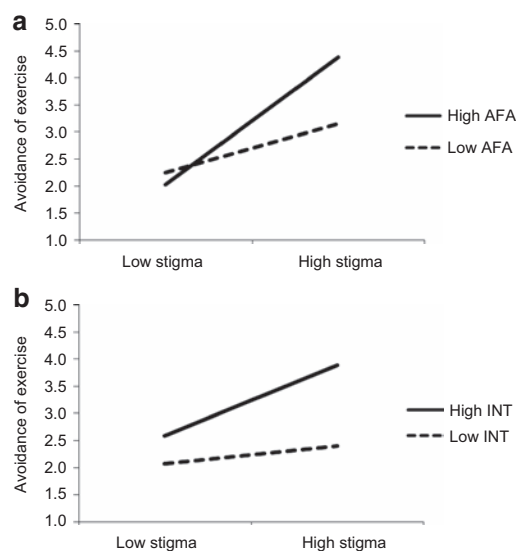 a
Avoidance of exercise
5.0
4.5
4.0
3.5
3.0
2.5
2.0
1.5
1.0
Low stigma High stigma
High AFA
Low AFA
b
Avoidance of exercise
5.0
4.5
4.0
3.5
3.0
2.5
2.0
1.5
1.0
Low stigma High stigma
High INT
Low INT